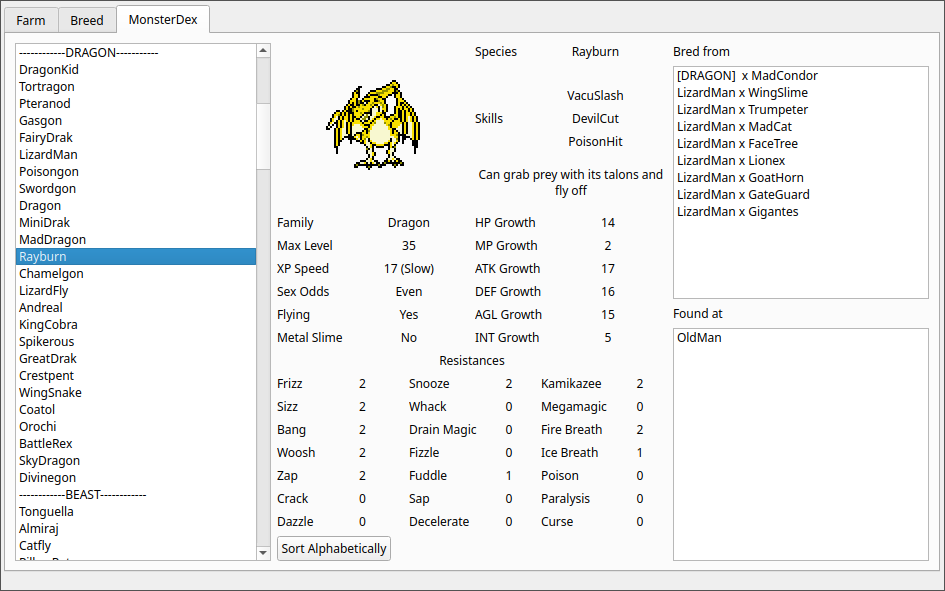 Farm
Breed
MonsterDex
------------DRAGON-----------
DragonKid
Tortragon
Pteranod
Gasgon
FairyDrak
LizardMan
Poisongon
Swordgon
Dragon
MiniDrak
MadDragon
Rayburn
Chamelgon
LizardFly
Andreal
KingCobra
Spikerous
GreatDrak
Crestpent
WingSnake
Coatol
Orochi
BattleRex
SkyDragon
Divinegon
------------BEAST------------
Tonguella
Almiraj
Catfly
Species Rayburn
Skills
VacuSlash
DevilCut
PoisonHit
Can grab prey with its talons and
fly off
Family Dragon HP Growth 14
Max Level 35 MP Growth 2
XP Speed 17 (Slow) ATK Growth 17
Sex Odds Even DEF Growth 16
Flying Yes AGL Growth 15
Metal Slime No INT Growth 5
Resistances
Frizz 2 Snooze 2 Kamikazee 2
Sizz 2 Whack 0 Megamagic 0
Bang 2 Drain Magic 0 Fire Breath 2
Woosh 2 Fizzle 0 Ice Breath 1
Zap 2 Fuddle 1 Poison 0
Crack 0 Sap 0 Paralysis 0
Dazzle 0 Decelerate 0 Curse 0
Sort Alphabetically
Bred from
[DRAGON] x MadCondor
LizardMan x WingSlime
LizardMan x Trumpeter
LizardMan x MadCat
LizardMan x FaceTree
LizardMan x Lionex
LizardMan x GoatHorn
LizardMan x GateGuard
LizardMan x Gigantes
Found at
OldMan